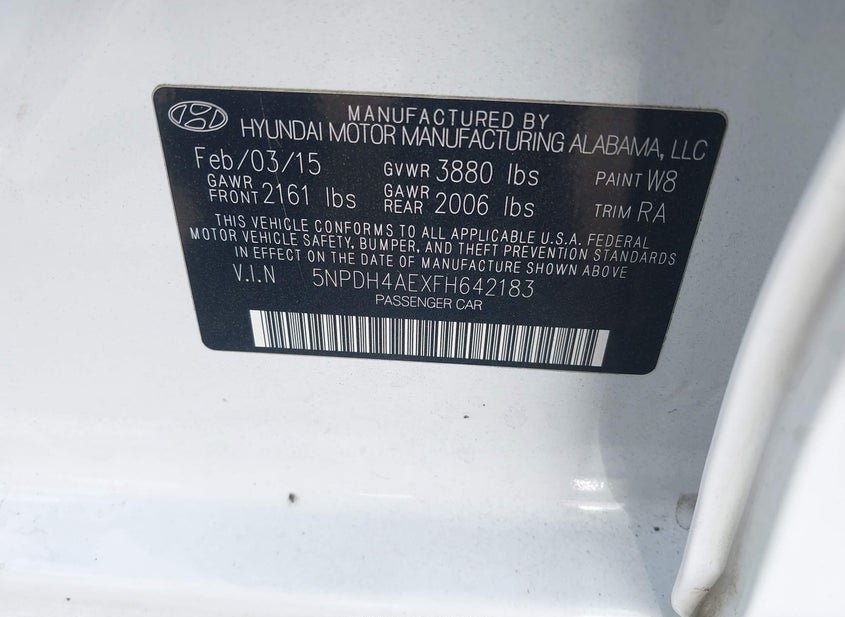 MANUFACTURED BY
HYUNDAI MOTOR MANUFACTURING ALABAMA, LLC
Feb/03/15 GVWR 3880 lbs PAINT W8
GAWR FRONT 2161 lbs GAWR REAR 2006 lbs TRIM RA
THIS VEHICLE CONFORMS TO ALL APPLICABLE U.S.A. FEDERAL
MOTOR VEHICLE SAFETY, BUMPER, AND THEFT PREVENTION STANDARDS
IN EFFECT ON THE DATE OF MANUFACTURE SHOWN ABOVE
V.I.N 5NPDH4AEXFH642183
PASSENGER CAR